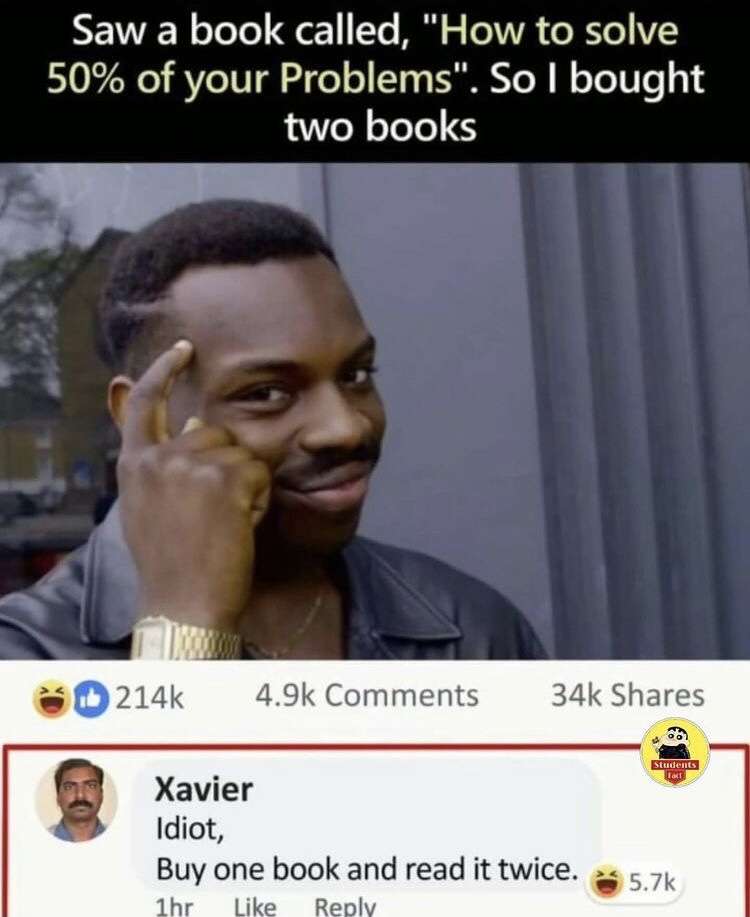 Saw a book called, "How to solve
50% of your Problems". So I bought
two books
214k 4.9k Comments 34k Shares
Students
Fact
Xavier
Idiot,
Buy one book and read it twice.
5.7k
1hr Like Reply